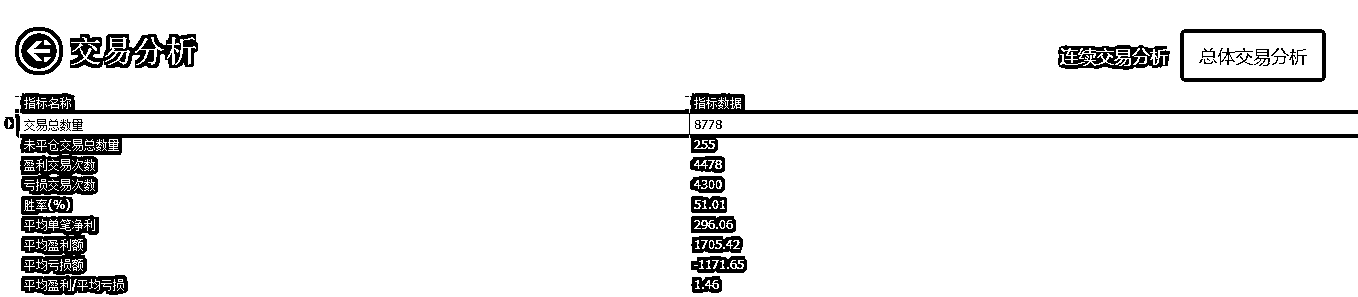 交易分析 连续交易分析 总体交易分析
指标名称 指标数据
交易总数量 8778
未平仓交易总数量 255
盈利交易次数 4478
亏损交易次数 4300
胜率(%) 51.01
平均单笔净利 296.06
平均盈利额 1705.42
平均亏损额 -1171.65
平均盈利/平均亏损 1.46